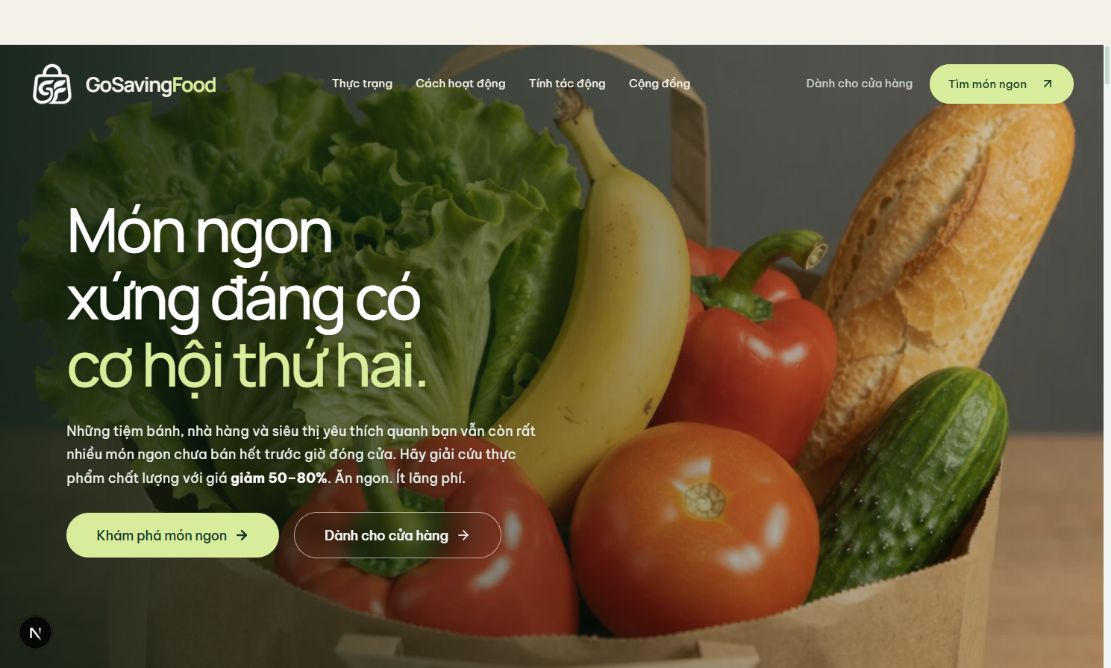 GoSavingFood
Thực trạng
Cách hoạt động
Tính tác động
Cộng đồng
Dành cho cửa hàng
Tìm món ngon
Món ngon
xứng đáng có
cơ hội thứ hai.
Những tiệm bánh, nhà hàng và siêu thị yêu thích quanh bạn vẫn còn rất
nhiều món ngon chưa bán hết trước giờ đóng cửa. Hãy giải cứu thực
phẩm chất lượng với giá giảm 50–80%. Ăn ngon. Ít lãng phí.
Khám phá món ngon
Dành cho cửa hàng
N